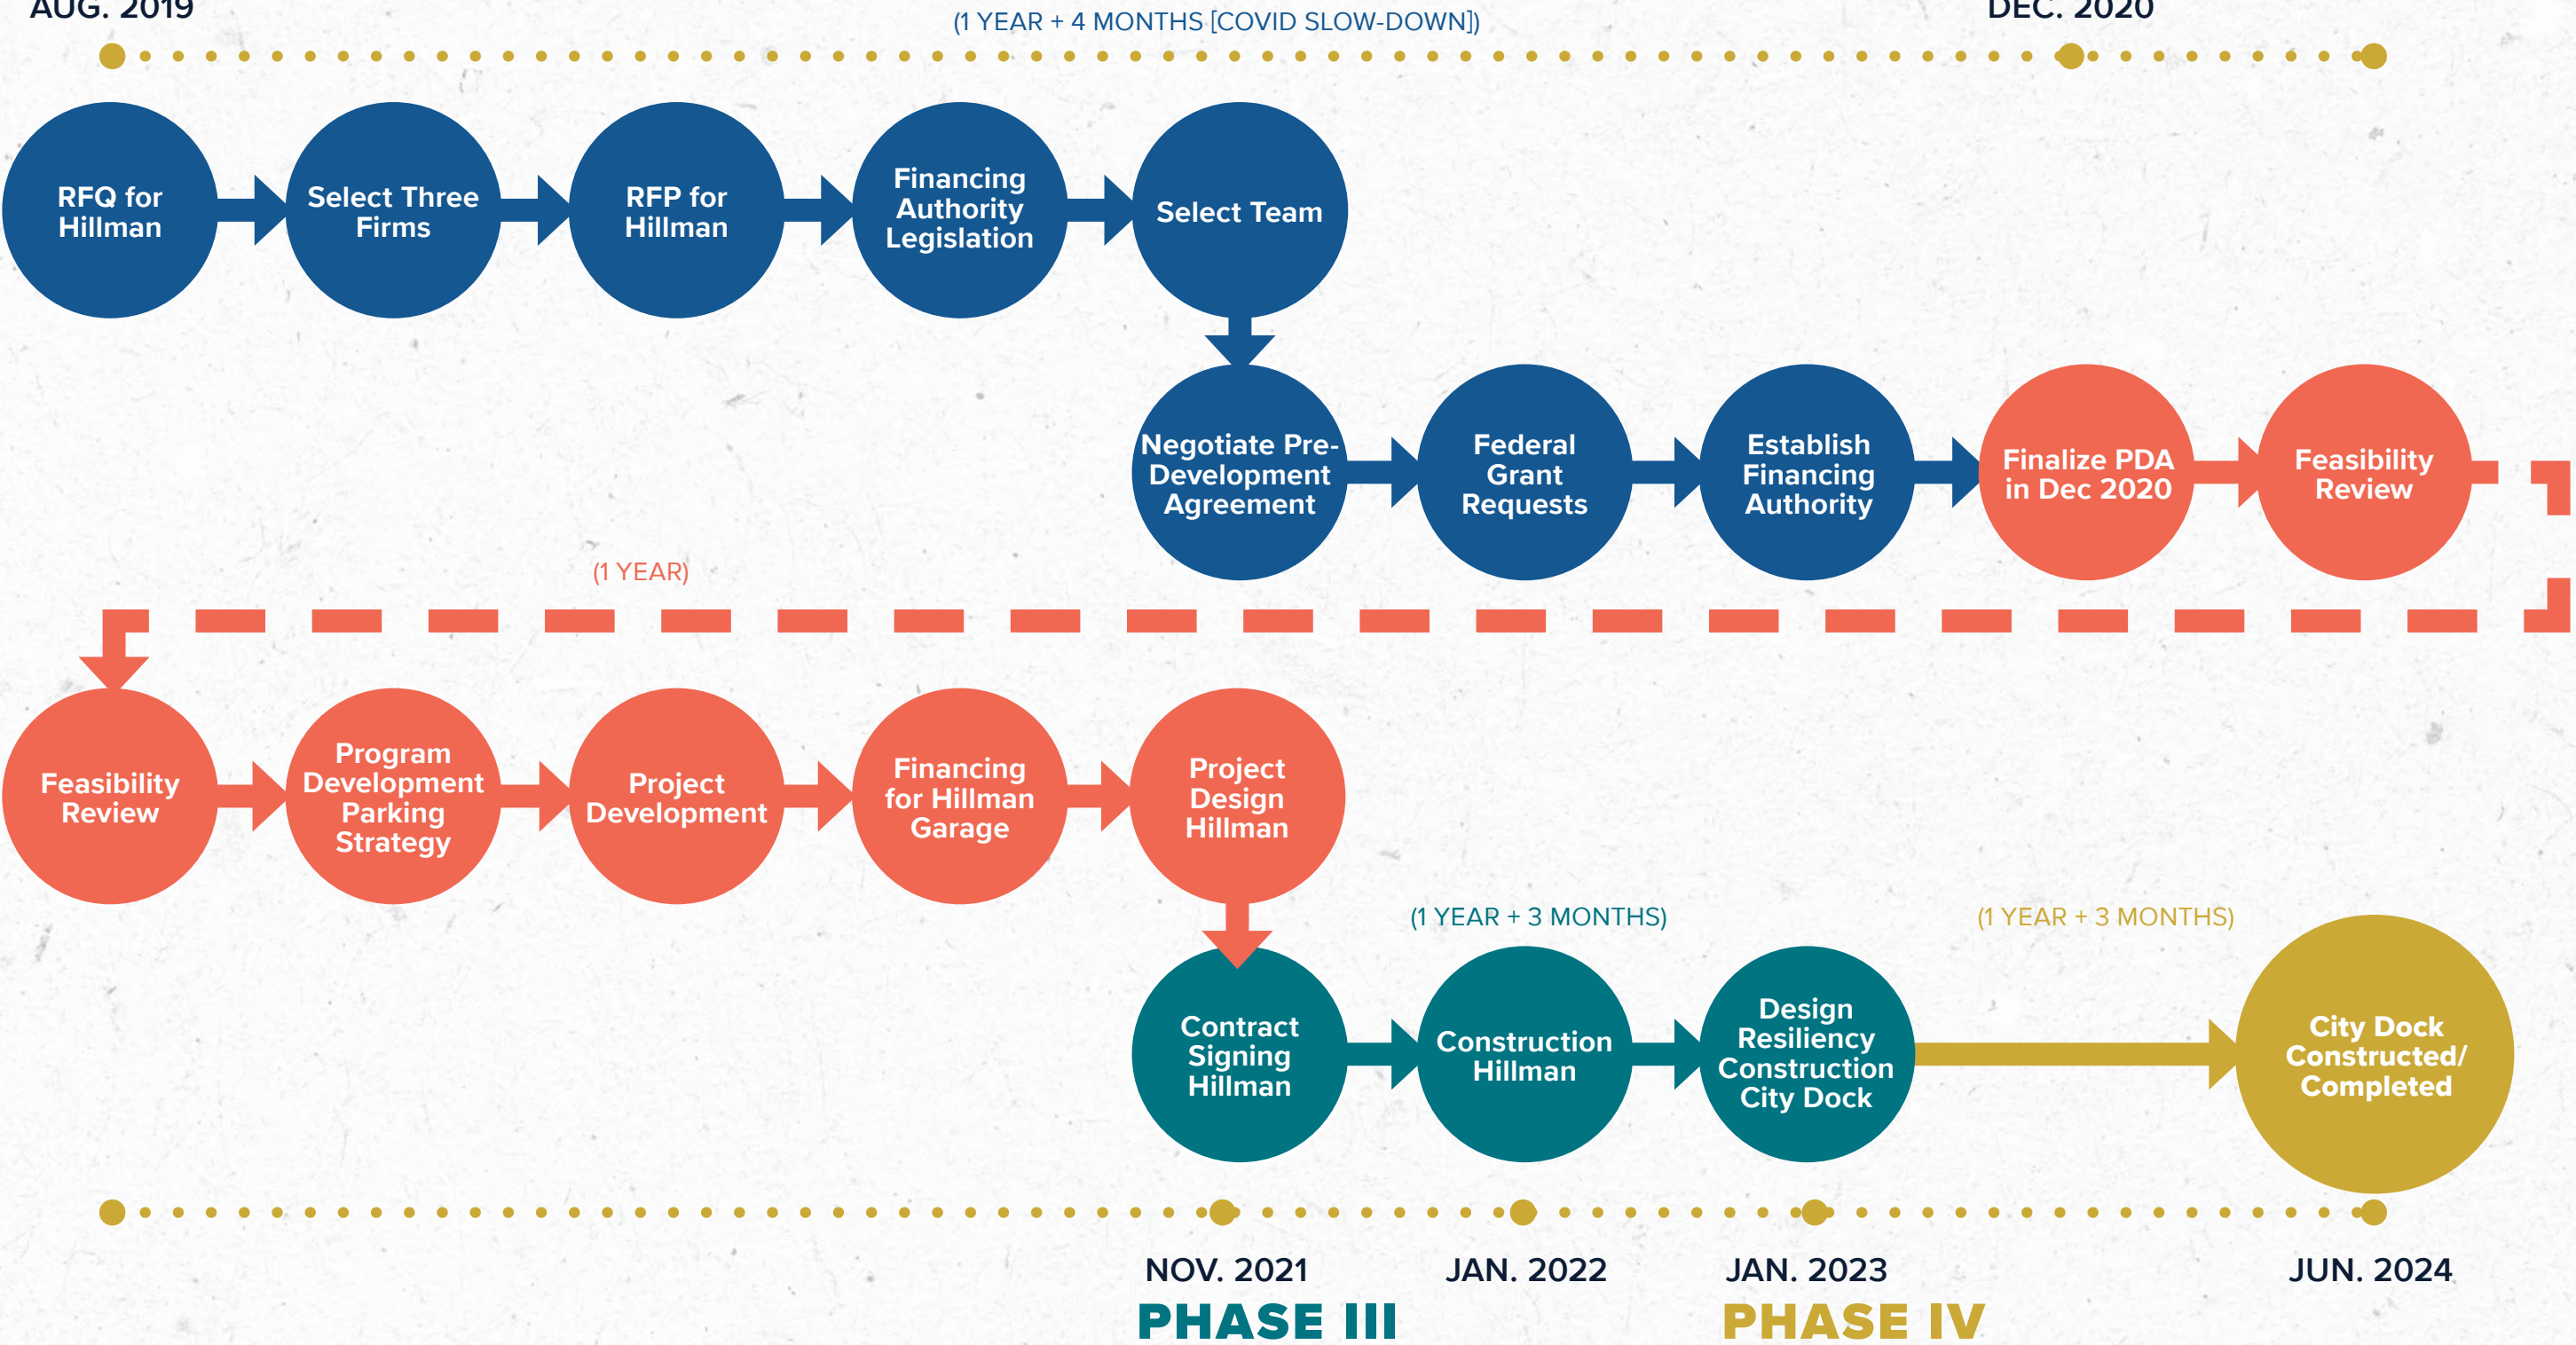 AUG. 2019
(1 YEAR + 4 MONTHS [COVID SLOW-DOWN])
DEC. 2020
RFQ for
Hillman
Select Three
Firms
RFP for
Hillman
Financing
Authority
Legislation
Select Team
Negotiate Pre-
Development
Agreement
Federal
Grant
Requests
Establish
Financing
Authority
Finalize PDA
in Dec 2020
Feasibility
Review
(1 YEAR)
Feasibility
Review
Program
Development
Parking
Strategy
Project
Development
Financing
for Hillman
Garage
Project
Design
Hillman
(1 YEAR + 3 MONTHS)
(1 YEAR + 3 MONTHS)
Contract
Signing
Hillman
Construction
Hillman
Design
Resiliency
Construction
City Dock
City Dock
Constructed/
Completed
NOV. 2021
JAN. 2022
JAN. 2023
JUN. 2024
PHASE III
PHASE IV